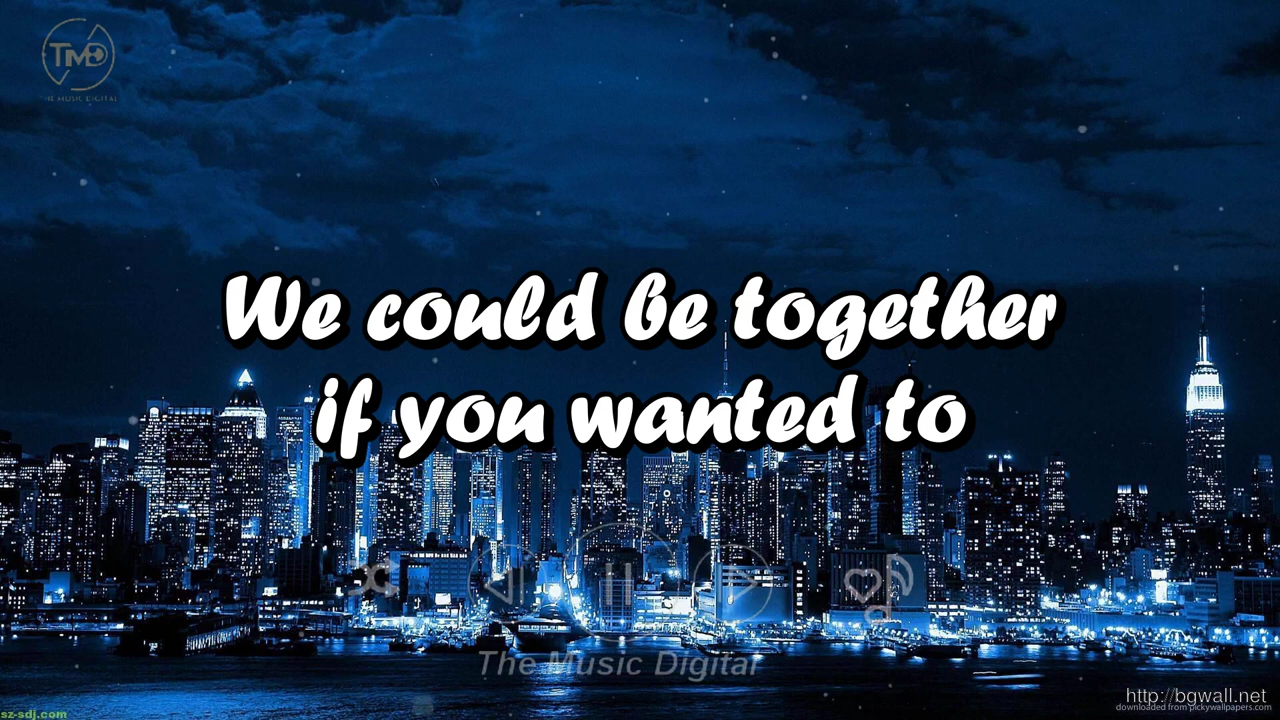 TMD
THE MUSIC DIGITAL
We could be together
if you wanted to
The Music Digital
http://bgwall.net
downloaded from pickywallpapers.com
sz-sdj.com